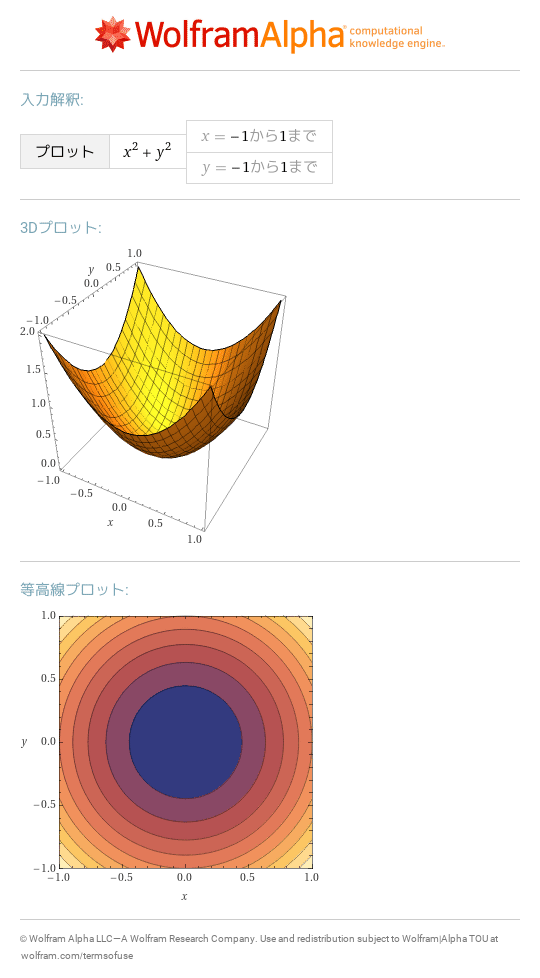 WolframAlpha computational
knowledge engine.
入力解釈:
プロット x² + y² x = −1から1まで
y = −1から1まで
3Dプロット:
1.0
y 0.5
0.0
−0.5
−1.0
2.0
1.5
1.0
0.5
0.0
−1.0
−0.5
0.0
x 0.5
1.0
等高線プロット:
1.0
0.5
y 0.0
−0.5
−1.0
−1.0 −0.5 0.0 0.5 1.0
x
© Wolfram Alpha LLC—A Wolfram Research Company. Use and redistribution subject to Wolfram|Alpha TOU at
wolfram.com/termsofuse